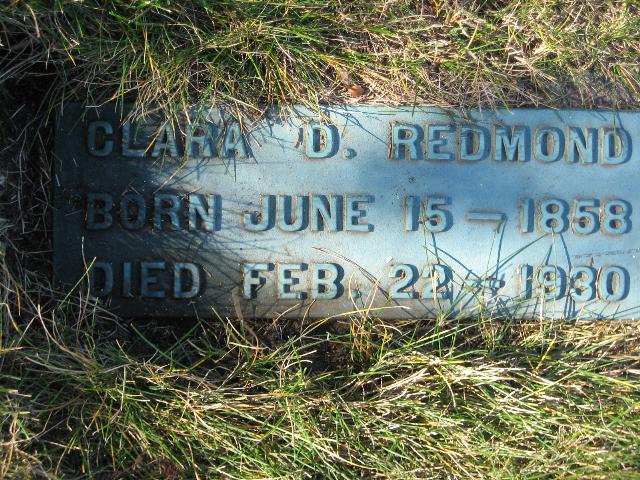 CLARA D. REDMOND
BORN JUNE 15 — 1858
DIED FEB. 22 — 1930